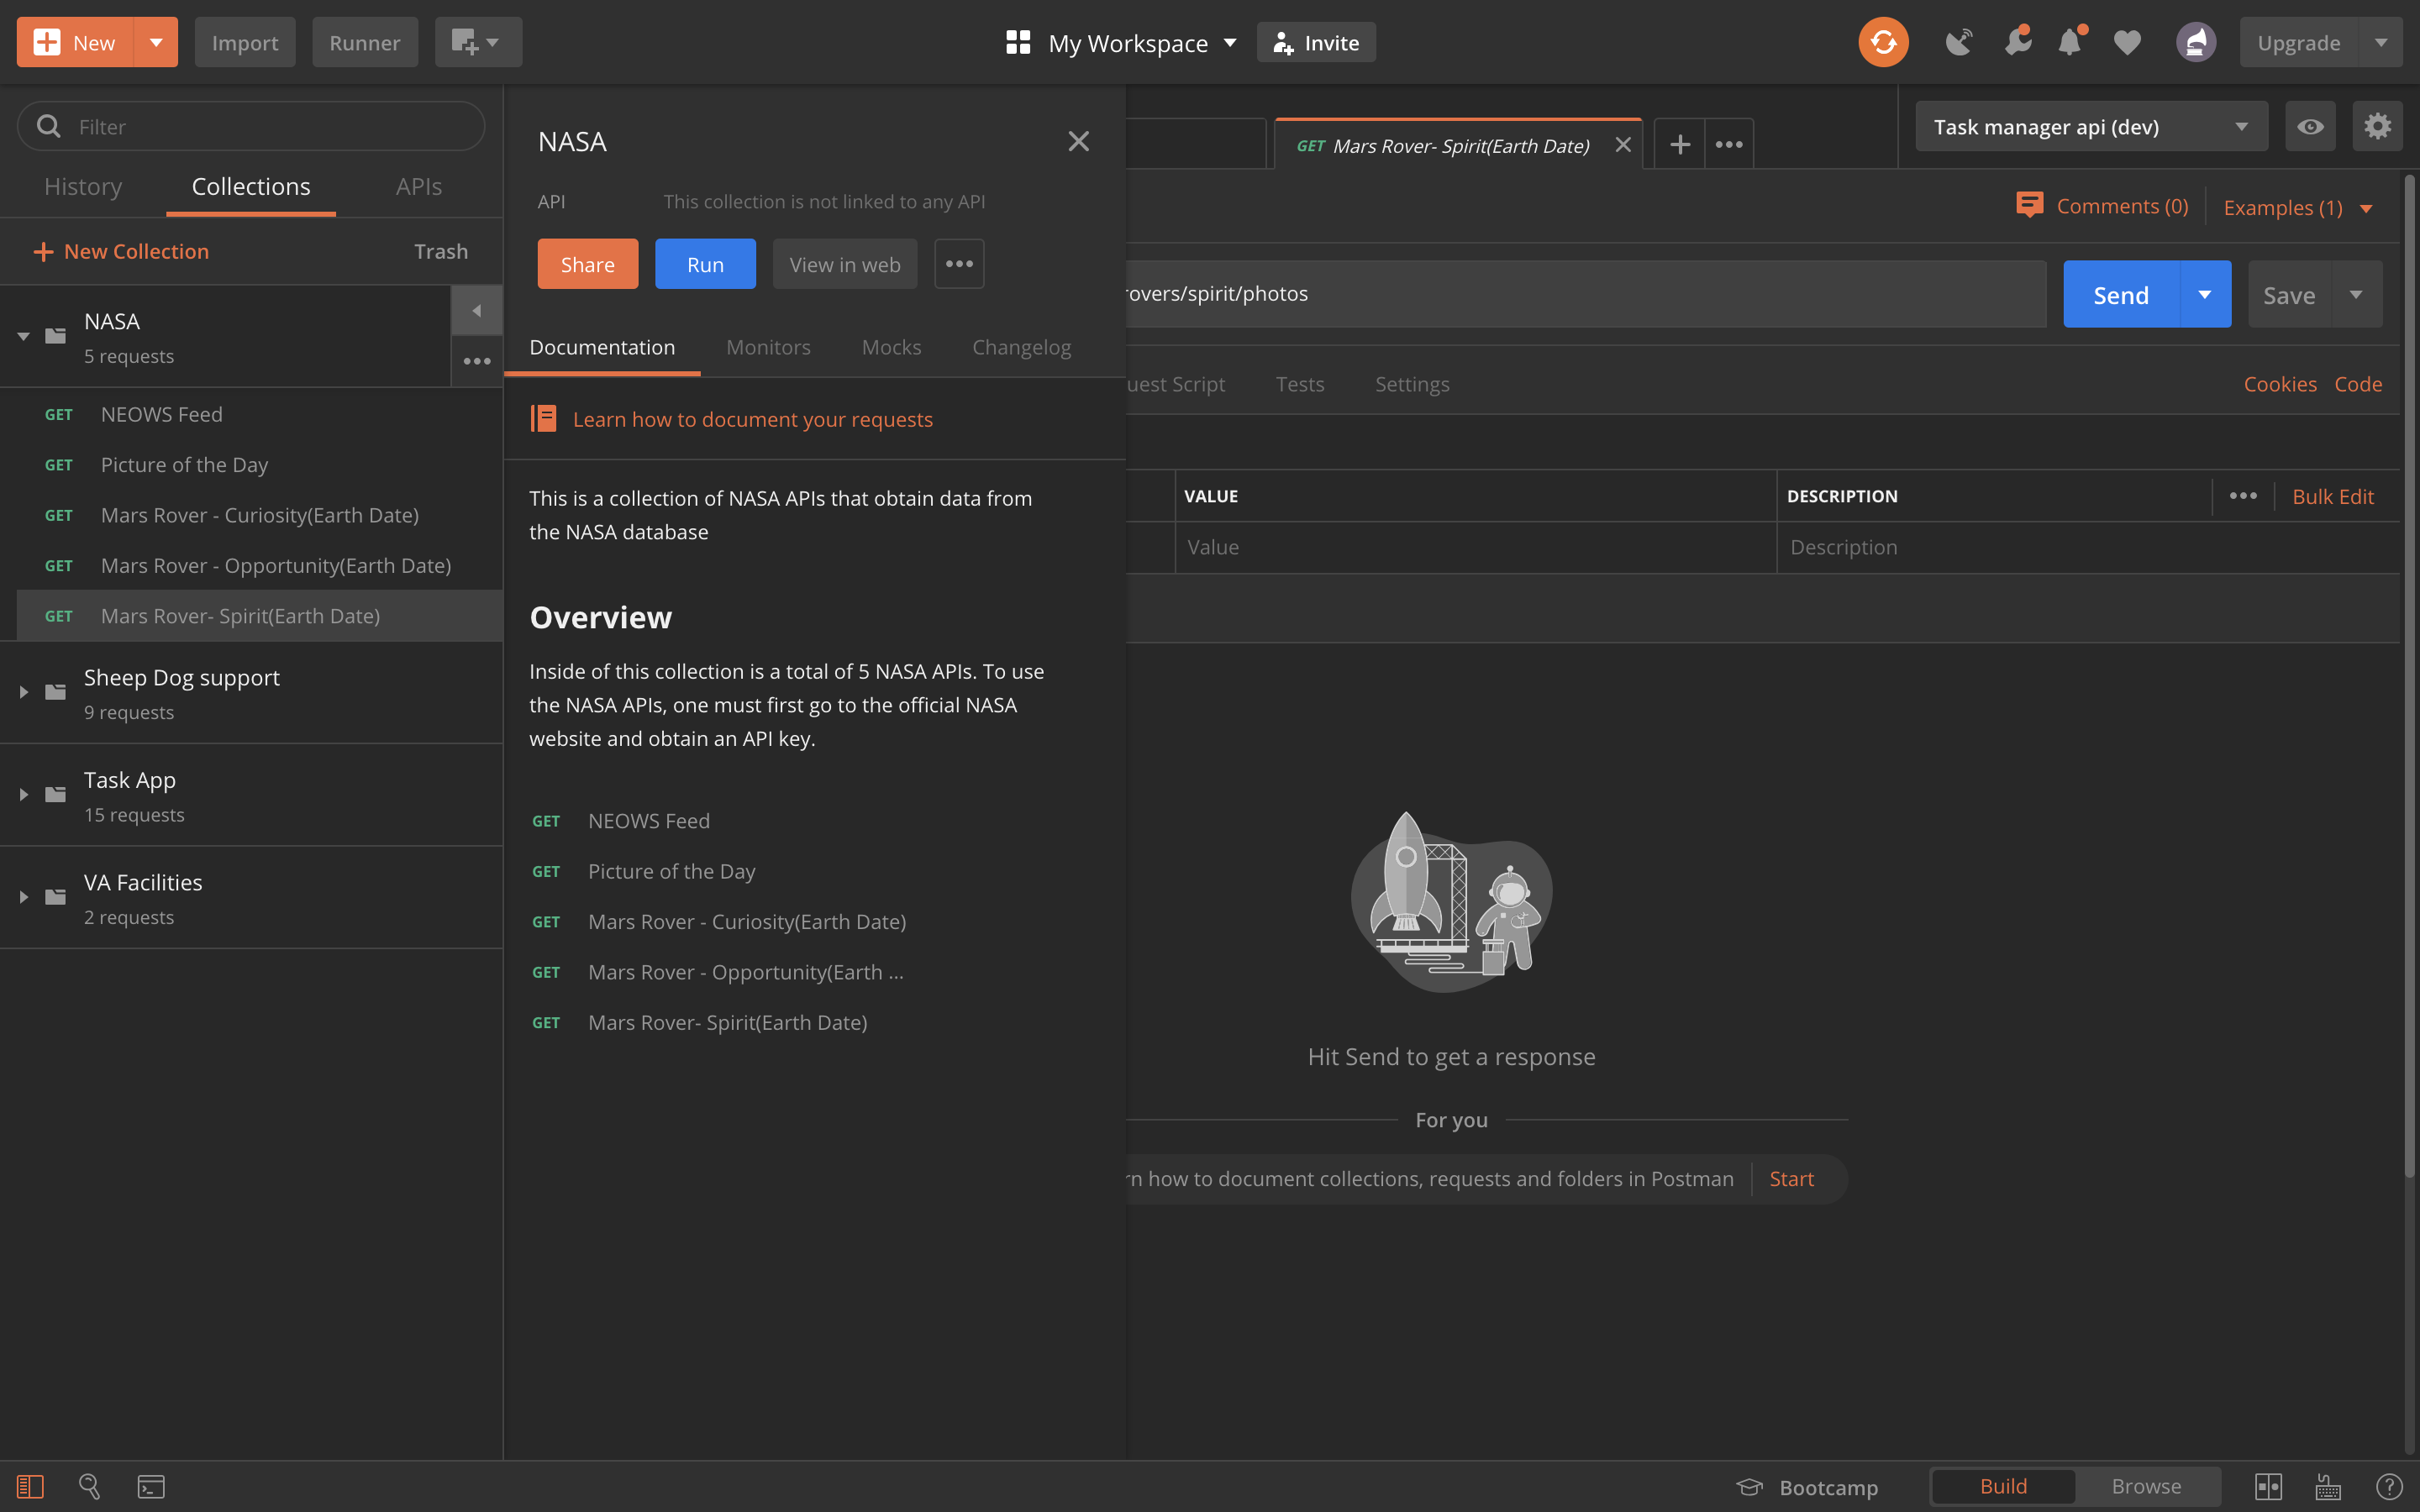 New
Import
Runner
My Workspace
Invite
Upgrade
Filter
History
Collections
APIs
New Collection
Trash
NASA
5 requests
GET NEOWS Feed
GET Picture of the Day
GET Mars Rover - Curiosity(Earth Date)
GET Mars Rover - Opportunity(Earth Date)
GET Mars Rover- Spirit(Earth Date)
Sheep Dog support
9 requests
Task App
15 requests
VA Facilities
2 requests
NASA
API This collection is not linked to any API
Share Run View in web
Documentation Monitors Mocks Changelog
Learn how to document your requests
This is a collection of NASA APIs that obtain data from
the NASA database
Overview
Inside of this collection is a total of 5 NASA APIs. To use
the NASA APIs, one must first go to the official NASA
website and obtain an API key.
GET NEOWS Feed
GET Picture of the Day
GET Mars Rover - Curiosity(Earth Date)
GET Mars Rover - Opportunity(Earth ...
GET Mars Rover- Spirit(Earth Date)
GET Mars Rover- Spirit(Earth Date)
Task manager api (dev)
Comments (0) Examples (1)
overs/spirit/photos
Send Save
uest Script Tests Settings
Cookies Code
VALUE DESCRIPTION Bulk Edit
Value Description
Hit Send to get a response
For you
rn how to document collections, requests and folders in Postman Start
Bootcamp
Build Browse